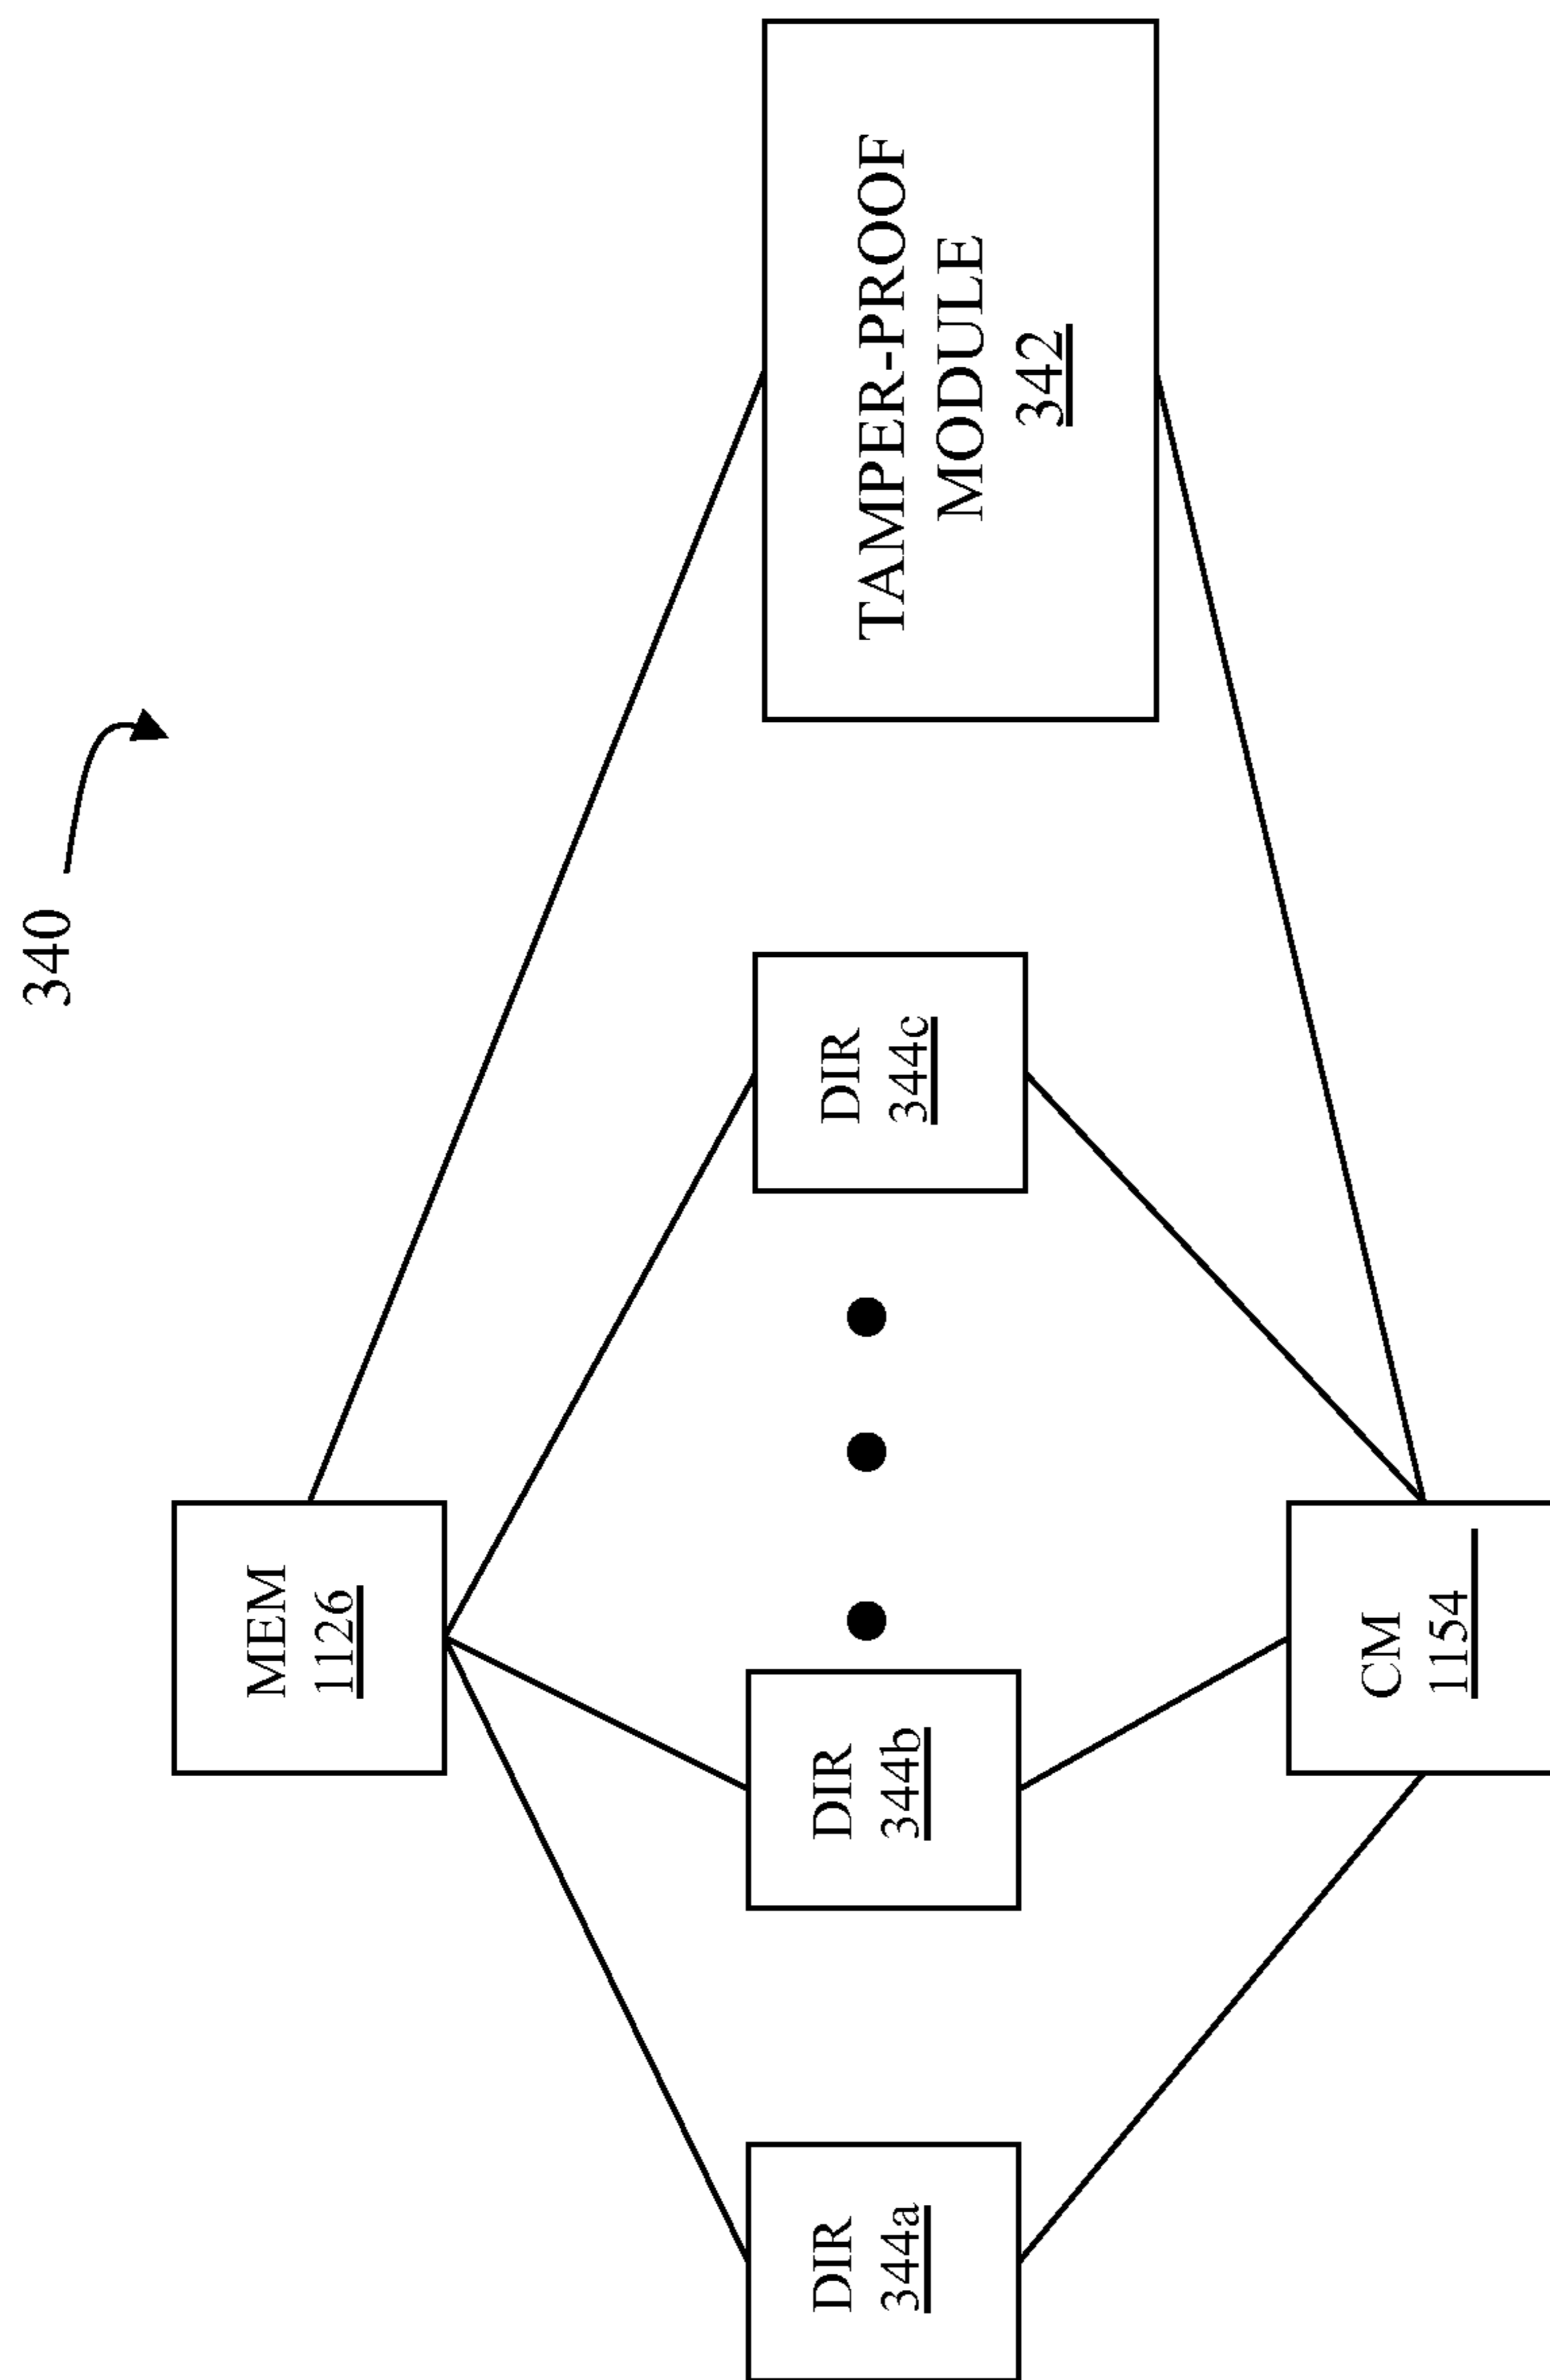 340
MEM
1126
DIR
344a
DIR
344b
DIR
344c
TAMPER-PROOF
MODULE
342
CM
1154